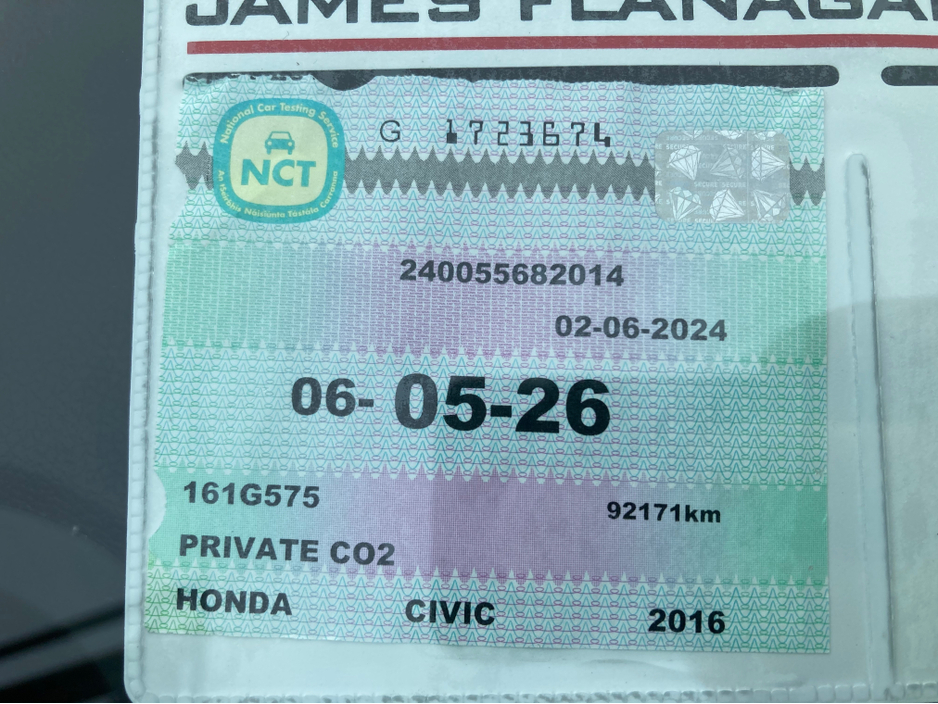 JAMES FLANAGA
National Car Testing Service
NCT
An tSeirbhís Náisiúnta Tástála Carranna
G 1723674
SECURE
240055682014
02-06-2024
06-05-26
161G575
92171km
PRIVATE CO2
HONDA CIVIC 2016